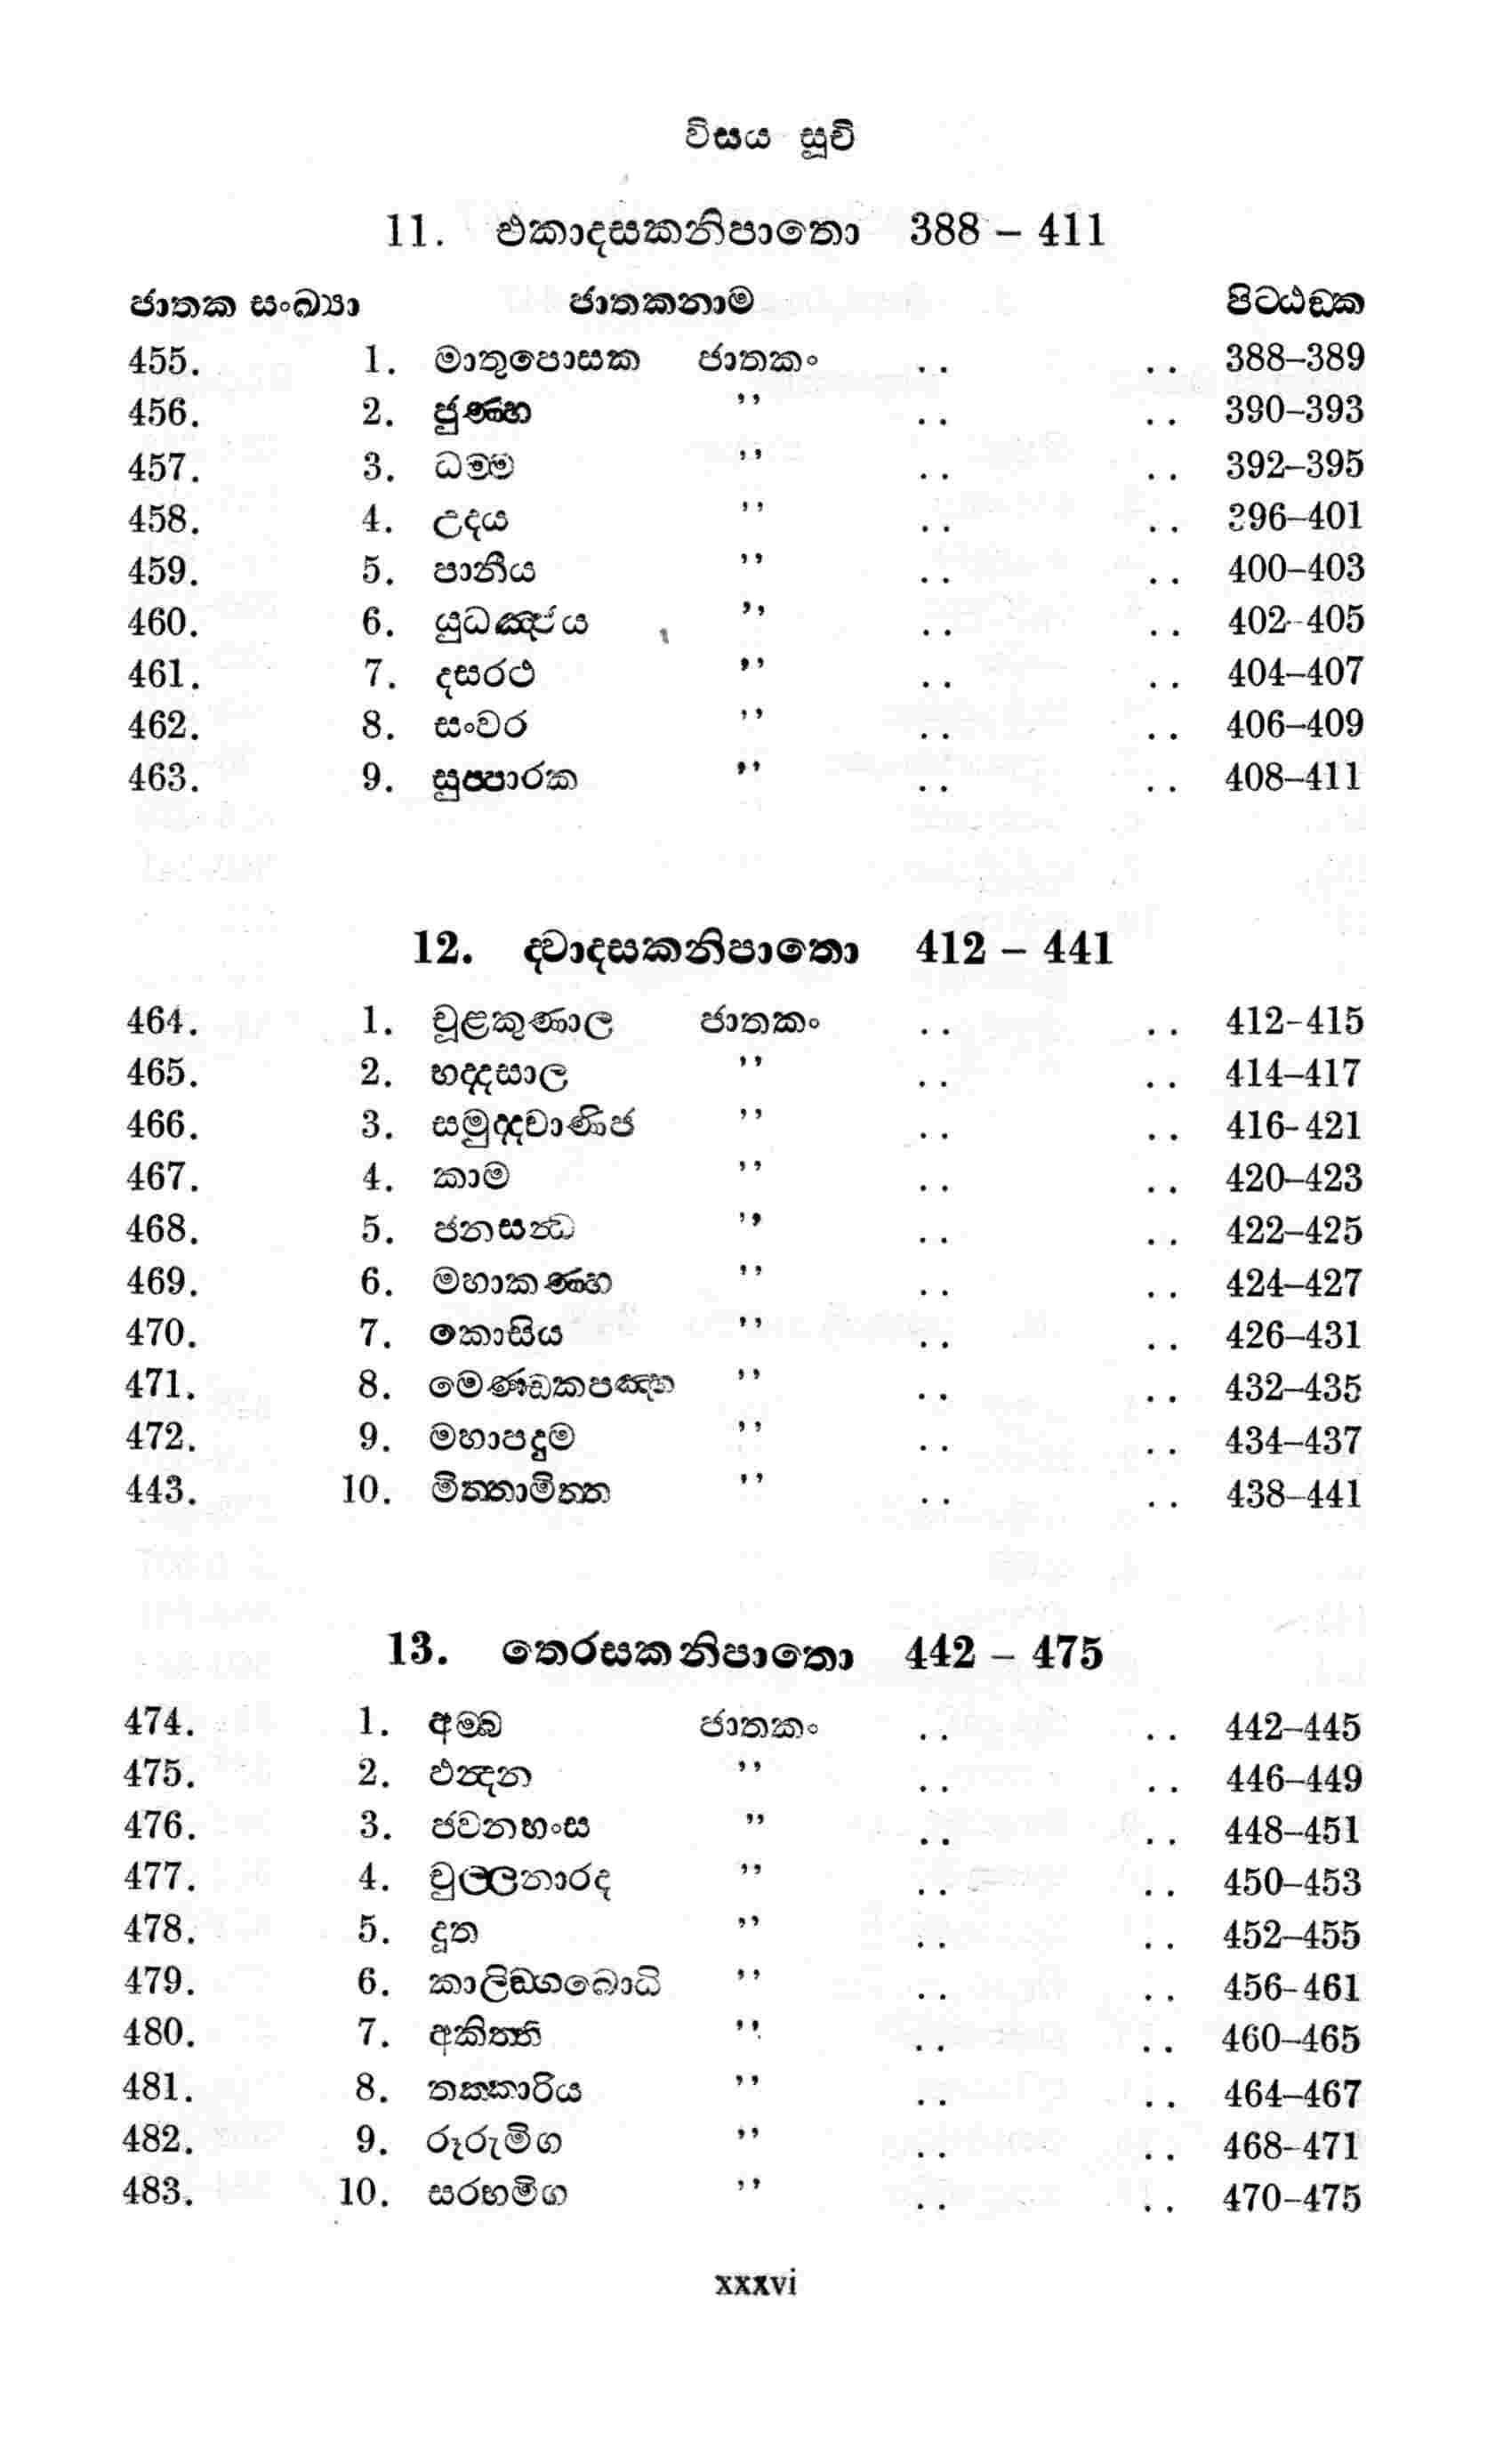 විසය සූචි
11. එකාදසකනිපාතො 388 – 411
ජාතක සංඛ්‍යා ජාතකනාම පිටඨඬක
455. 1. මාතුපොසක ජාතකං .. .. 388–389
456. 2. ජුණ්හ ,, .. .. 390–393
457. 3. ධම්ම ,, .. .. 392–395
458. 4. උදය ,, .. .. 396–401
459. 5. පානීය ,, .. .. 400–403
460. 6. යුධඤ්ජය ,, .. .. 402–405
461. 7. දසරථ ,, .. .. 404–407
462. 8. සංවර ,, .. .. 406–409
463. 9. සුප්පාරක ,, .. .. 408–411
12. ද්වාදසකනිපාතො 412 – 441
464. 1. චූළකුණාල ජාතකං .. .. 412–415
465. 2. භද්දසාල ,, .. .. 414–417
466. 3. සමුද්දවාණිජ ,, .. .. 416–421
467. 4. කාම ,, .. .. 420–423
468. 5. ජනසන්ධ ,, .. .. 422–425
469. 6. මහාකණ්හ ,, .. .. 424–427
470. 7. කොසිය ,, .. .. 426–431
471. 8. මෙණ්ඩකපඤ්හ ,, .. .. 432–435
472. 9. මහාපදුම ,, .. .. 434–437
443. 10. මිත්තාමිත්ත ,, .. .. 438–441
13. තෙරසකනිපාතො 442 – 475
474. 1. අම්බ ජාතකං .. .. 442–445
475. 2. ඵන්දන ,, .. .. 446–449
476. 3. ජවනහංස ,, .. .. 448–451
477. 4. චුල්ලනාරද ,, .. .. 450–453
478. 5. දූත ,, .. .. 452–455
479. 6. කාලිඞ්ගබොධි ,, .. .. 456–461
480. 7. අකිත්ති ,, .. .. 460–465
481. 8. තක්කාරිය ,, .. .. 464–467
482. 9. රූරුමිග ,, .. .. 468–471
483. 10. සරභමිග ,, .. .. 470–475
xxxvi